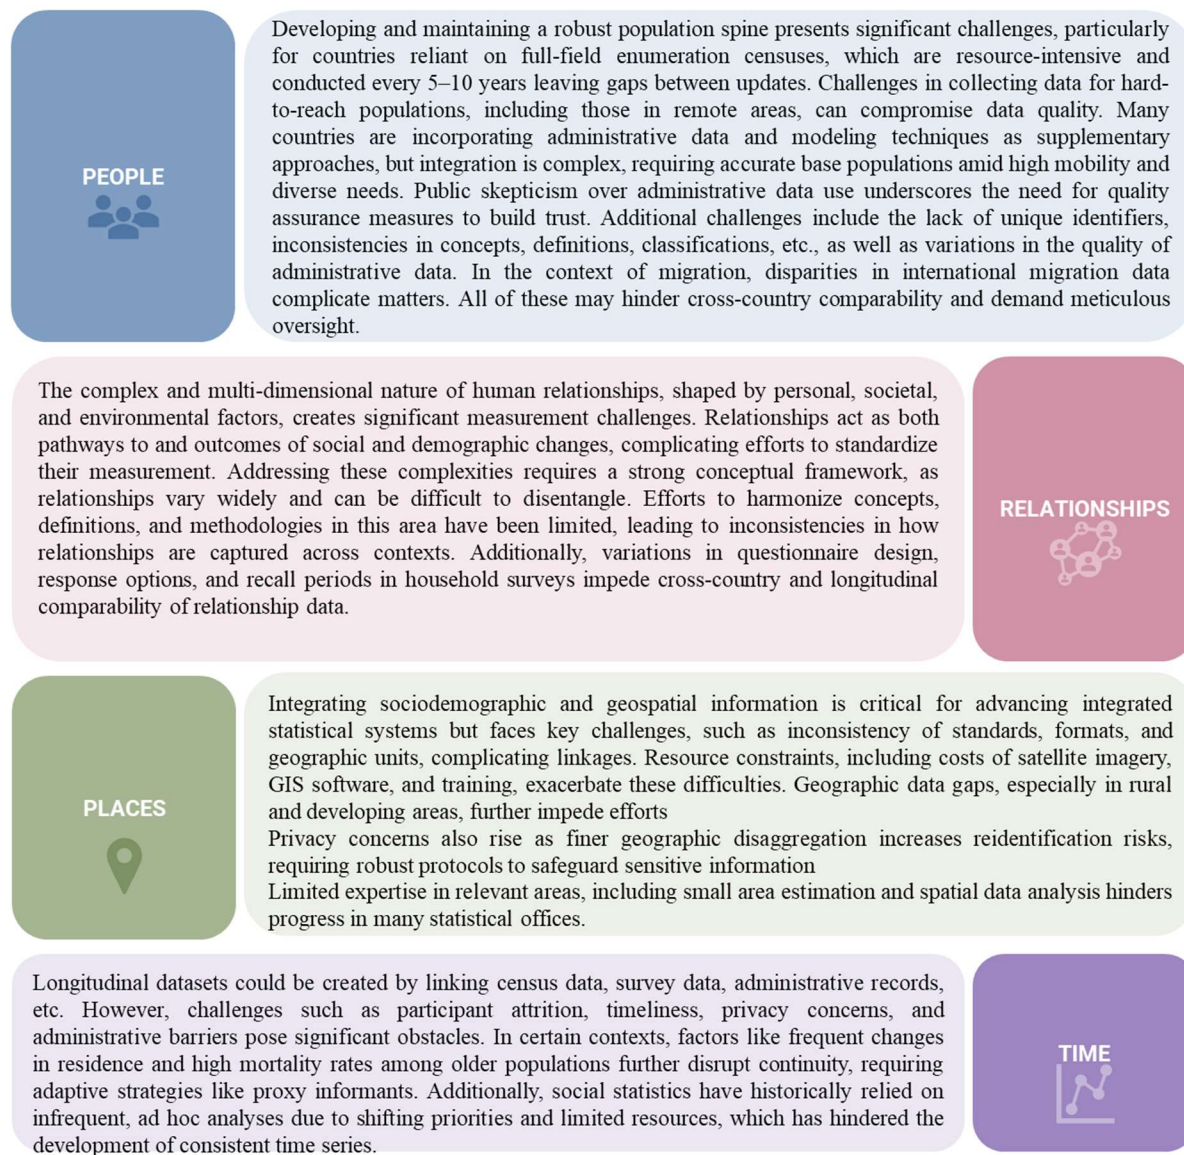 PEOPLE
Developing and maintaining a robust population spine presents significant challenges, particularly
for countries reliant on full-field enumeration censuses, which are resource-intensive and
conducted every 5–10 years leaving gaps between updates. Challenges in collecting data for hard-
to-reach populations, including those in remote areas, can compromise data quality. Many
countries are incorporating administrative data and modeling techniques as supplementary
approaches, but integration is complex, requiring accurate base populations amid high mobility and
diverse needs. Public skepticism over administrative data use underscores the need for quality
assurance measures to build trust. Additional challenges include the lack of unique identifiers,
inconsistencies in concepts, definitions, classifications, etc., as well as variations in the quality of
administrative data. In the context of migration, disparities in international migration data
complicate matters. All of these may hinder cross-country comparability and demand meticulous
oversight.
The complex and multi-dimensional nature of human relationships, shaped by personal, societal,
and environmental factors, creates significant measurement challenges. Relationships act as both
pathways to and outcomes of social and demographic changes, complicating efforts to standardize
their measurement. Addressing these complexities requires a strong conceptual framework, as
relationships vary widely and can be difficult to disentangle. Efforts to harmonize concepts,
definitions, and methodologies in this area have been limited, leading to inconsistencies in how
relationships are captured across contexts. Additionally, variations in questionnaire design,
response options, and recall periods in household surveys impede cross-country and longitudinal
comparability of relationship data.
RELATIONSHIPS
PLACES
Integrating sociodemographic and geospatial information is critical for advancing integrated
statistical systems but faces key challenges, such as inconsistency of standards, formats, and
geographic units, complicating linkages. Resource constraints, including costs of satellite imagery,
GIS software, and training, exacerbate these difficulties. Geographic data gaps, especially in rural
and developing areas, further impede efforts
Privacy concerns also rise as finer geographic disaggregation increases reidentification risks,
requiring robust protocols to safeguard sensitive information
Limited expertise in relevant areas, including small area estimation and spatial data analysis hinders
progress in many statistical offices.
Longitudinal datasets could be created by linking census data, survey data, administrative records,
etc. However, challenges such as participant attrition, timeliness, privacy concerns, and
administrative barriers pose significant obstacles. In certain contexts, factors like frequent changes
in residence and high mortality rates among older populations further disrupt continuity, requiring
adaptive strategies like proxy informants. Additionally, social statistics have historically relied on
infrequent, ad hoc analyses due to shifting priorities and limited resources, which has hindered the
development of consistent time series.
TIME